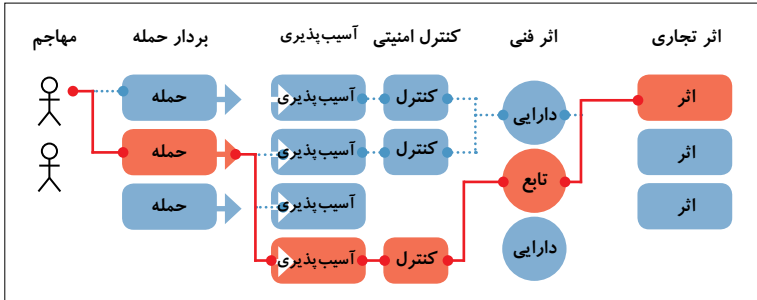 مهاجم
بردار حمله
آسیب‌پذیری
کنترل امنیتی
اثر فنی
اثر تجاری
حمله
آسیب‌پذیری
کنترل
دارایی
اثر
حمله
آسیب‌پذیری
کنترل
تابع
اثر
حمله
آسیب‌پذیری
اثر
آسیب‌پذیری
کنترل
دارایی